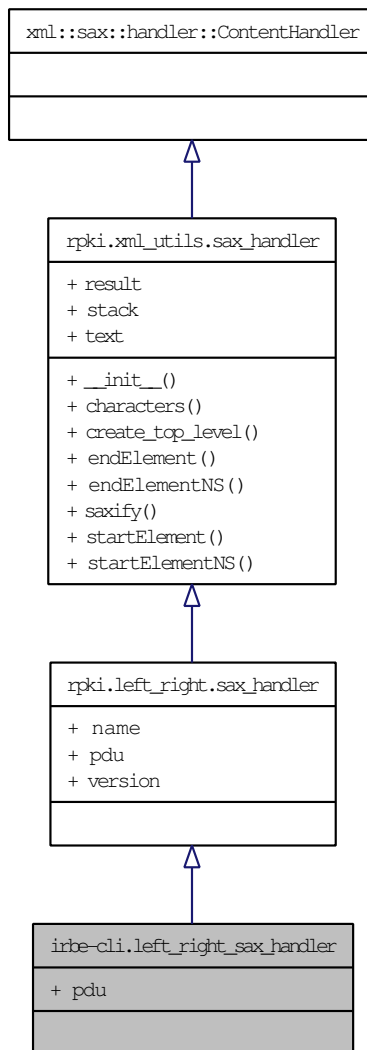 xml::sax::handler::ContentHandler
rpki.xml_utils.sax_handler
+ result
+ stack
+ text
+ __init__()
+ characters()
+ create_top_level()
+ endElement()
+ endElementNS()
+ saxify()
+ startElement()
+ startElementNS()
rpki.left_right.sax_handler
+ name
+ pdu
+ version
irbe-cli.left_right_sax_handler
+ pdu